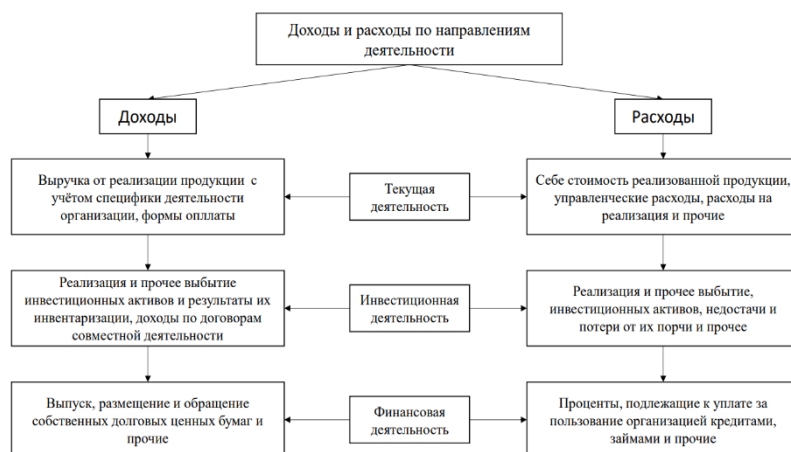 Доходы и расходы по направлениям
деятельности
Доходы
Расходы
Выручка от реализации продукции с
учётом специфики деятельности
организации, формы опллаты
Текущая
деятельность
Себе стоимость реализованной продукции,
управленческие расходы, расходы на
реализация и прочие
Реализация и прочее выбытие
инвестиционных активов и результаты их
инвентаризации, доходы по договорам
совместной деятельности
Инвестиционная
деятельность
Реализация и прочее выбытие,
инвестиционных активов, недостачи и
потери от их порчи и прочее
Выпуск, размещение и обращение
собственных долговых ценных бумаг и
прочие
Финансовая
деятельность
Проценты, подлежащие к уплате за
пользование организацией кредитами,
займами и прочие